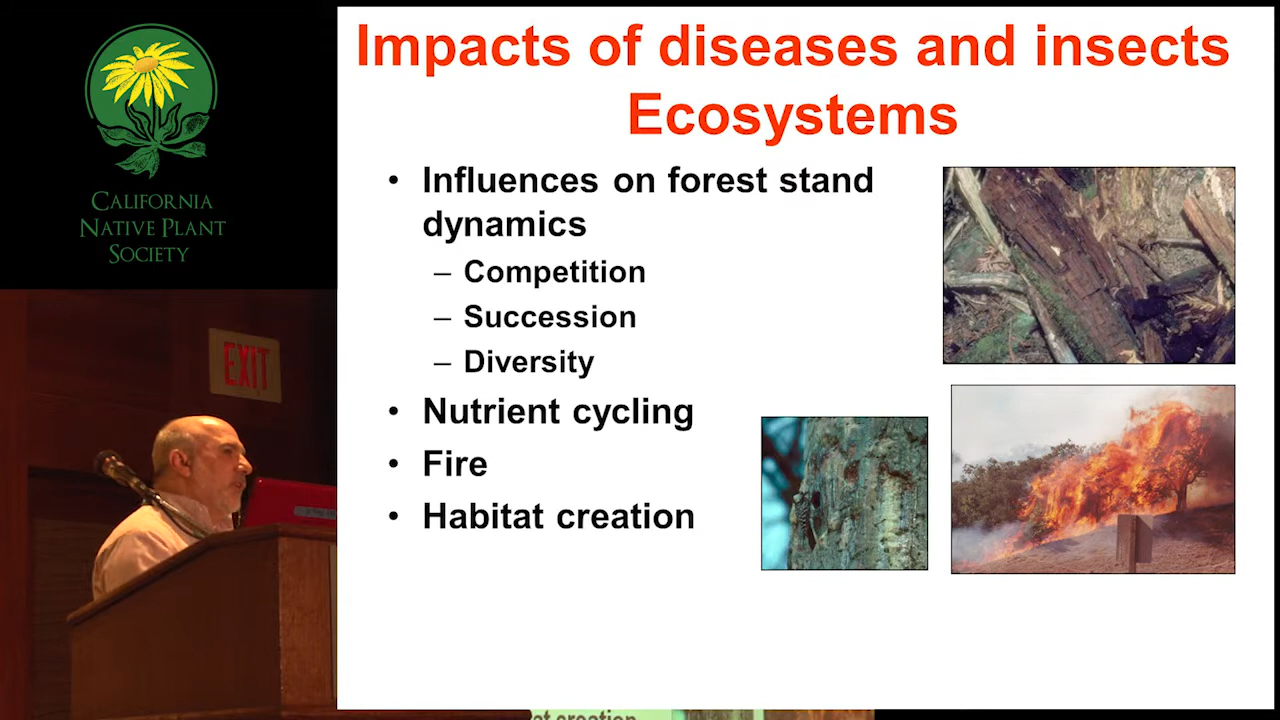 CALIFORNIA
NATIVE PLANT
SOCIETY
EXIT
Impacts of diseases and insects
Ecosystems
• Influences on forest stand
dynamics
– Competition
– Succession
– Diversity
• Nutrient cycling
• Fire
• Habitat creation
creation